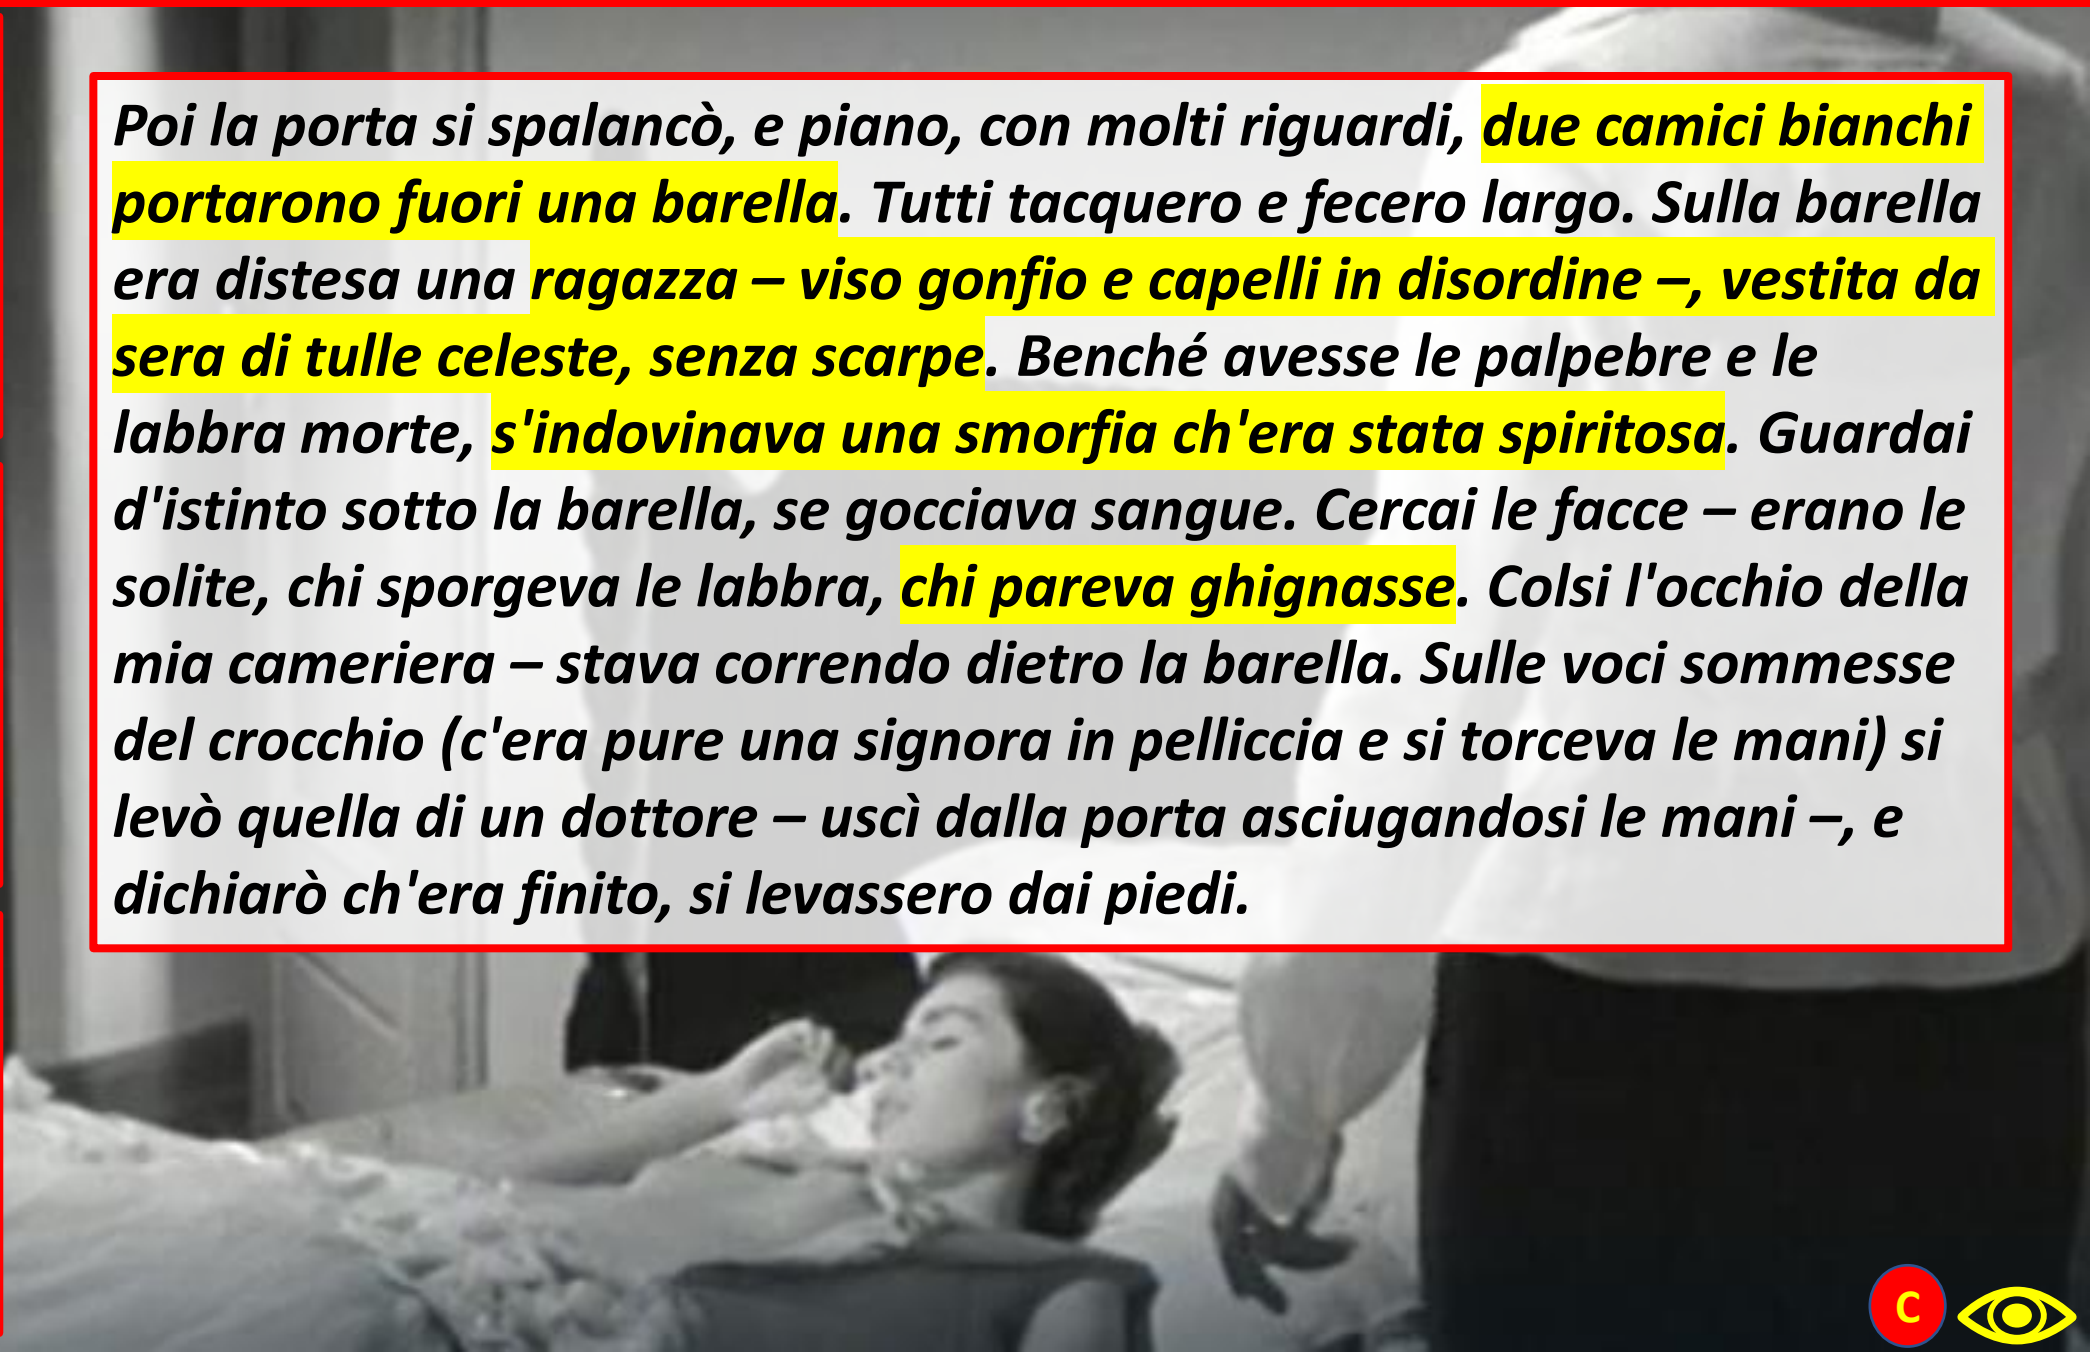 Poi la porta si spalancò, e piano, con molti riguardi, due camici bianchi
portarono fuori una barella. Tutti tacquero e fecero largo. Sulla barella
era distesa una ragazza – viso gonfio e capelli in disordine –, vestita da
sera di tulle celeste, senza scarpe. Benché avesse le palpebre e le
labbra morte, s'indovinava una smorfia ch'era stata spiritosa. Guardai
d'istinto sotto la barella, se gocciava sangue. Cercai le facce – erano le
solite, chi sporgeva le labbra, chi pareva ghignasse. Colsi l'occhio della
mia cameriera – stava correndo dietro la barella. Sulle voci sommesse
del crocchio (c'era pure una signora in pelliccia e si torceva le mani) si
levò quella di un dottore – uscì dalla porta asciugandosi le mani –, e
dichiarò ch'era finito, si levassero dai piedi.
C